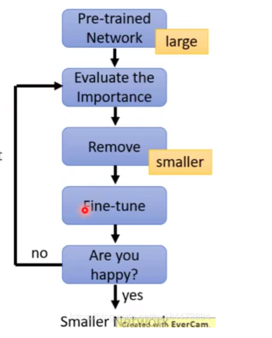 Pre-trained
Network
large
Evaluate the
Importance
Remove
smaller
Fine-tune
Are you
happy?
no
yes
Smaller
Created with EverCam